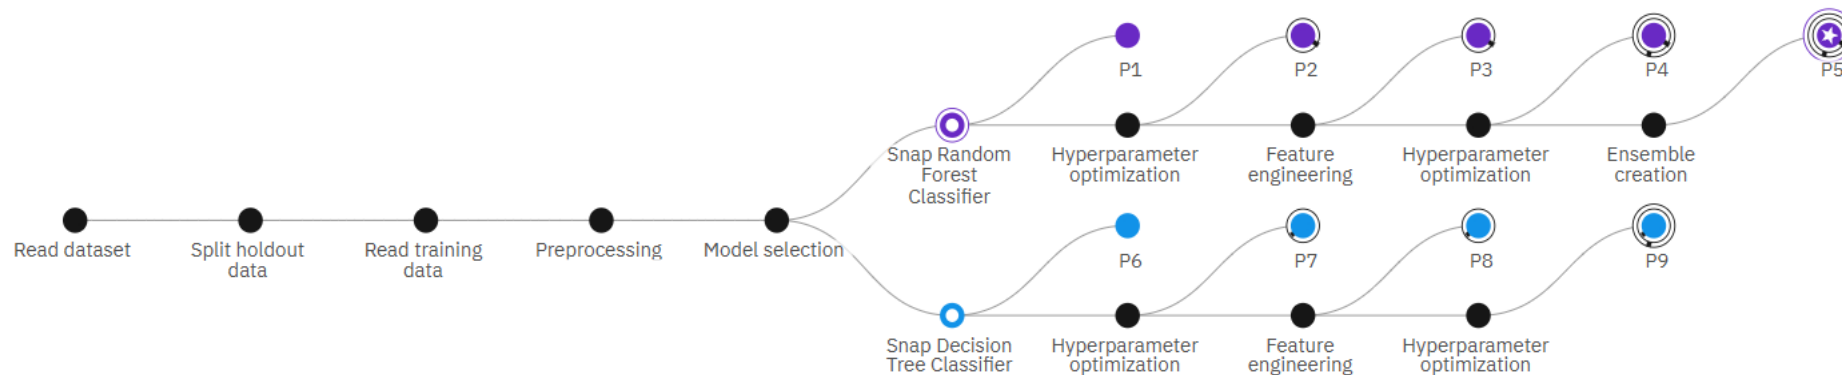 P1
P2
P3
P4
P5
Snap Random
Forest
Classifier
Hyperparameter
optimization
Feature
engineering
Hyperparameter
optimization
Ensemble
creation
Read dataset
Split holdout
data
Read training
data
Preprocessing
Model selection
P6
P7
P8
P9
Snap Decision
Tree Classifier
Hyperparameter
optimization
Feature
engineering
Hyperparameter
optimization